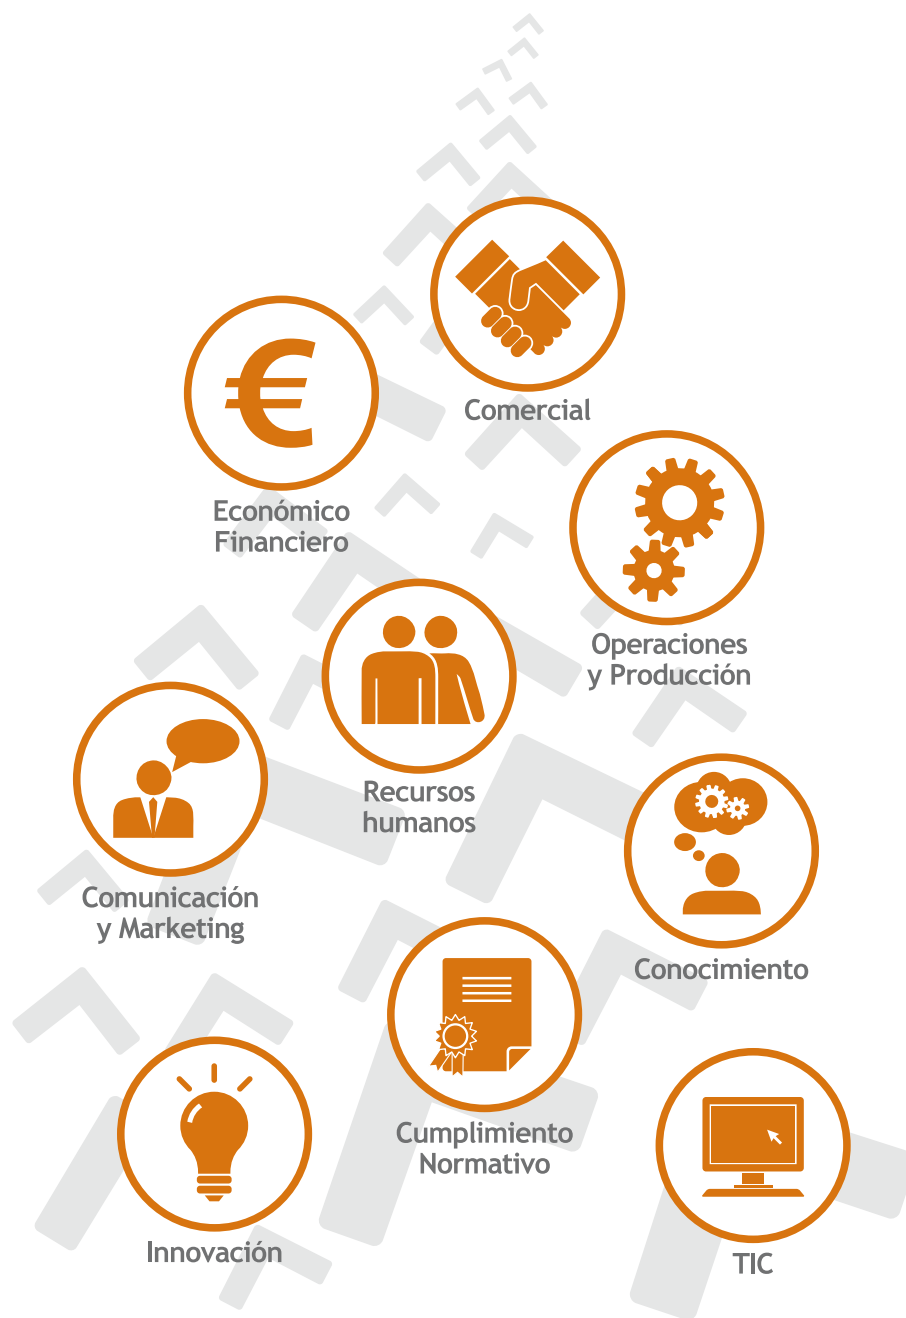 Comercial
Económico
Financiero
Operaciones
y Producción
Recursos
humanos
Comunicación
y Marketing
Conocimiento
Cumplimiento
Normativo
Innovación
TIC